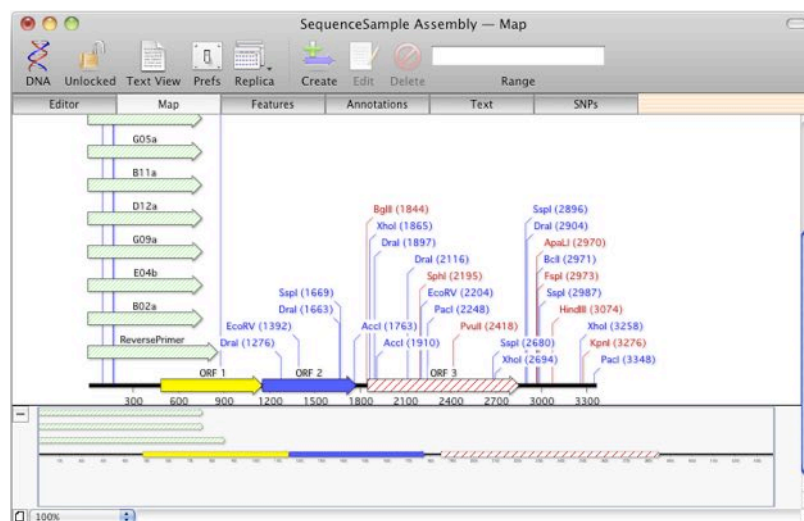 SequenceSample Assembly — Map
DNA Unlocked Text View Prefs Replica Create Edit Delete Range
Editor Map Features Annotations Text SNPs
G05a
B11a
D12a
G09a
E04b
B02a
ReversePrimer
BglII (1844)
XhoI (1865)
DraI (1897)
DraI (2116)
SphI (2195)
SspI (1669)
EcoRV (2204)
DraI (1663)
PacI (2248)
EcoRV (1392)
AccI (1763)
PvuII (2418)
DraI (1276)
AccI (1910)
SspI (2680)
XhoI (2694)
SspI (2896)
DraI (2904)
ApaLI (2970)
BclI (2971)
FspI (2973)
SspI (2987)
HindIII (3074)
XhoI (3258)
KpnI (3276)
PacI (3348)
ORF 1 ORF 2 ORF 3
300 600 900 1200 1500 1800 2100 2400 2700 3000 3300
100%